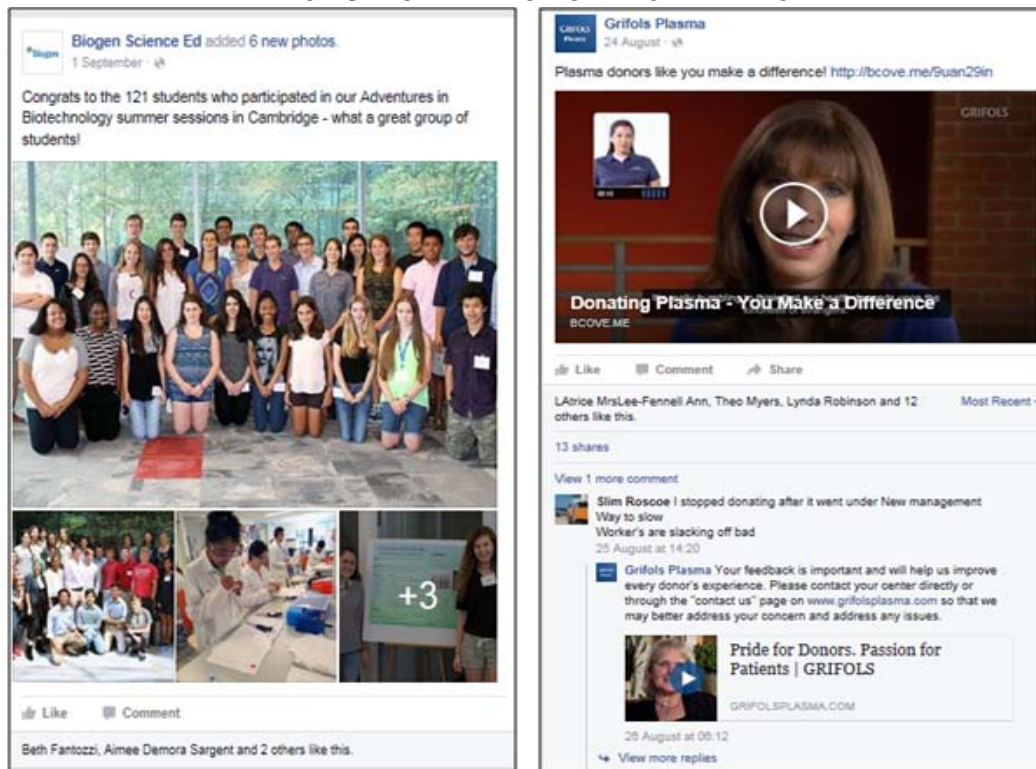 Biogen
Biogen Science Ed added 6 new photos.
1 September
Congrats to the 121 students who participated in our Adventures in
Biotechnology summer sessions in Cambridge - what a great group of
students!
+3
Like Comment
Beth Fantozzi, Aimee Demora Sargent and 2 others like this.
GRIFOLS
Plasma
Grifols Plasma
24 August
Plasma donors like you make a difference! http://bcove.me/9uan29in
GRIFOLS
Donating Plasma - You Make a Difference
BCOVE.ME
Like Comment Share
LAtrice MrsLee-Fennell Ann, Theo Myers, Lynda Robinson and 12
others like this.
Most Recent
13 shares
View 1 more comment
Slim Roscoe I stopped donating after it went under New management
Way to slow
Worker's are slacking off bad
25 August at 14:20
Grifols Plasma Your feedback is important and will help us improve
every donor's experience. Please contact your center directly or
through the "contact us" page on www.grifolsplasma.com so that we
may better address your concern and address any issues.
Pride for Donors. Passion for
Patients | GRIFOLS
GRIFOLSPLASMA.COM
26 August at 06:12
View more replies